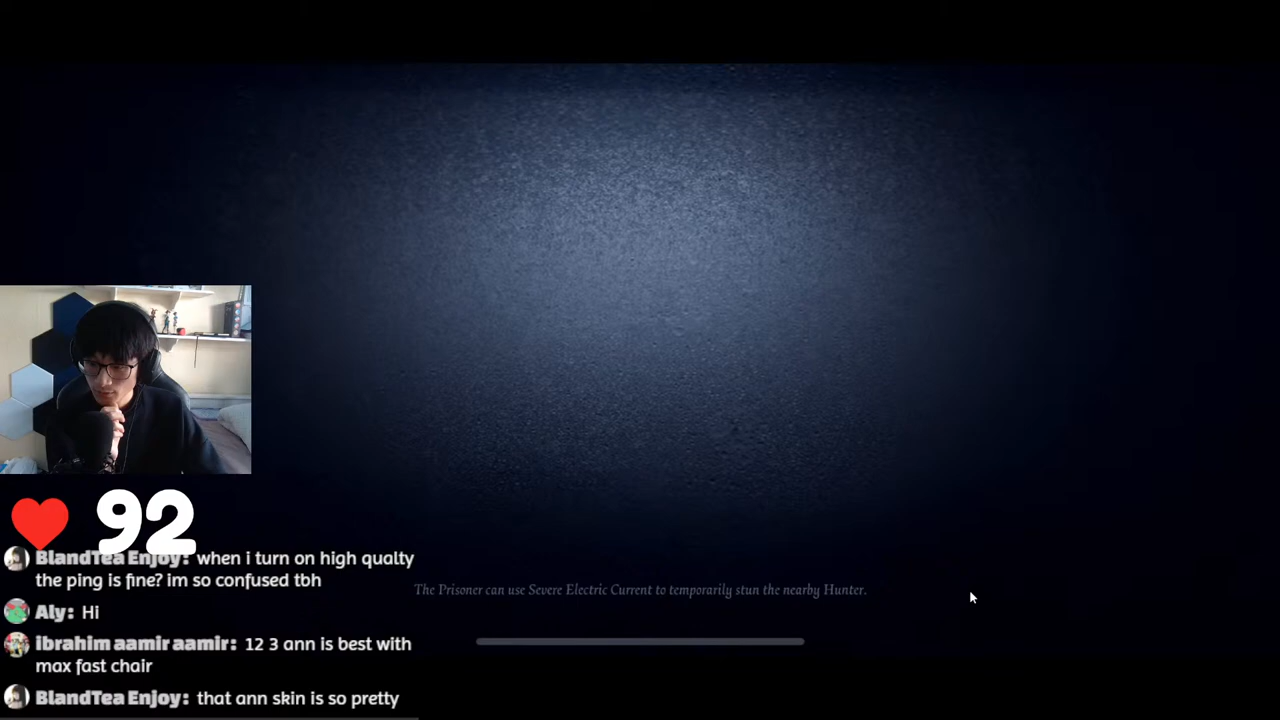 The Prisoner can use Severe Electric Current to temporarily stun the nearby Hunter.
92
BlandTea Enjoy: when i turn on high qualty
the ping is fine? im so confused tbh
Aly: Hi
ibrahim aamir aamir: 12 3 ann is best with
max fast chair
BlandTea Enjoy: that ann skin is so pretty